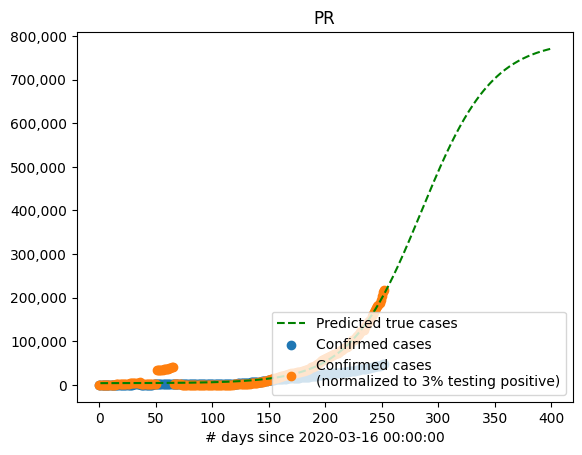 PR
800,000
700,000
600,000
500,000
400,000
300,000
200,000
100,000
0
Predicted true cases
Confirmed cases
Confirmed cases
(normalized to 3% testing positive)
0 50 100 150 200 250 300 350 400
# days since 2020-03-16 00:00:00